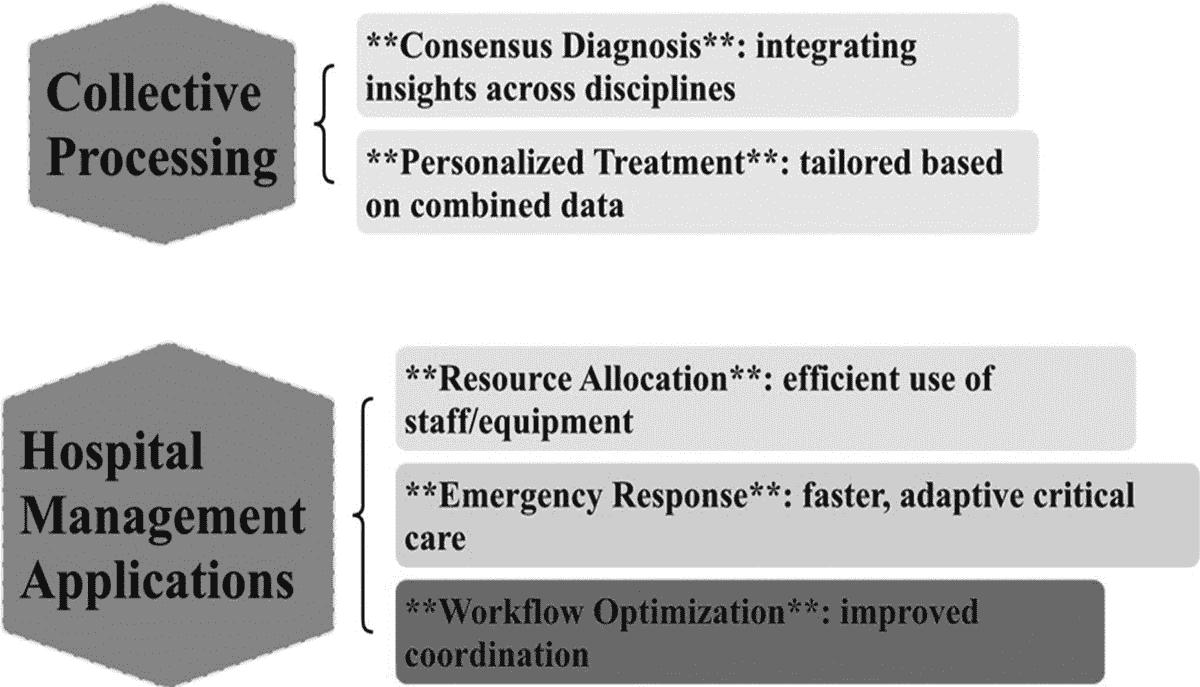 Collective
Processing
**Consensus Diagnosis**: integrating
insights across disciplines
**Personalized Treatment**: tailored based
on combined data
Hospital
Management
Applications
**Resource Allocation**: efficient use of
staff/equipment
**Emergency Response**: faster, adaptive critical
care
**Workflow Optimization**: improved
coordination